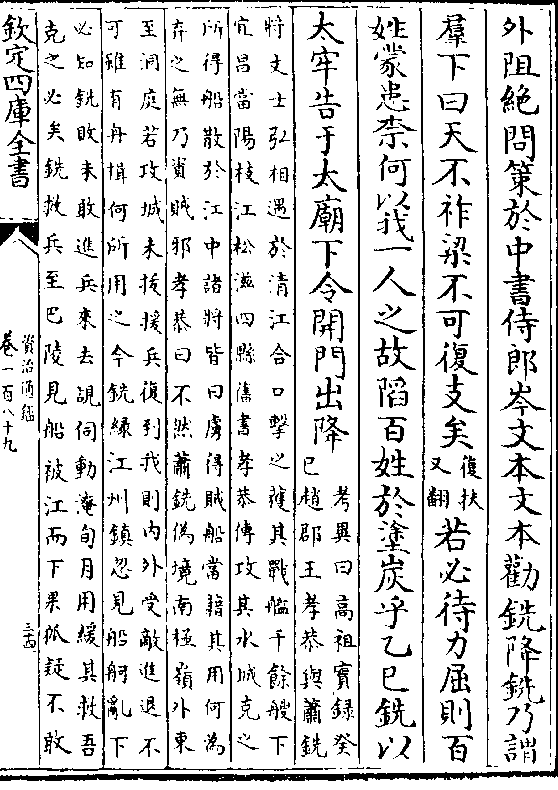 外阻絶問策於中書侍郎岑文本文本勸銑降銑乃謂
羣下曰天不祚梁不可復支矣復扶又翻若必待力屈則百
姓蒙患柰何以我一人之故陷百姓於塗炭乎乙巳銑以
太牢告于太廟下令開門出降考異曰髙祖實録癸
巳趙郡王孝恭與蕭銑
將文士弘相遇於清江合口擊之獲其戰艦千餘艘下
宜昌當陽枝江松滋四縣舊書孝恭傳攻其水城克之
所得船散於江中諸將皆曰虜得賊船當藉其用何為
弃之無乃資賊邪孝恭曰不然蕭銑偽境南極嶺外東
至洞庭若攻城未拔援兵復到我則内外受敵進退不
可雖有舟楫何所用之今銑緣江州鎮忽見船舸亂下
必知銑敗未敢進兵來去覘伺動淹旬月用緩其救吾
克之必矣銑救兵至巴陵見船被江而下果狐疑不敢
欽定四庫全書
資治通鑑
卷一百八十九
三十四